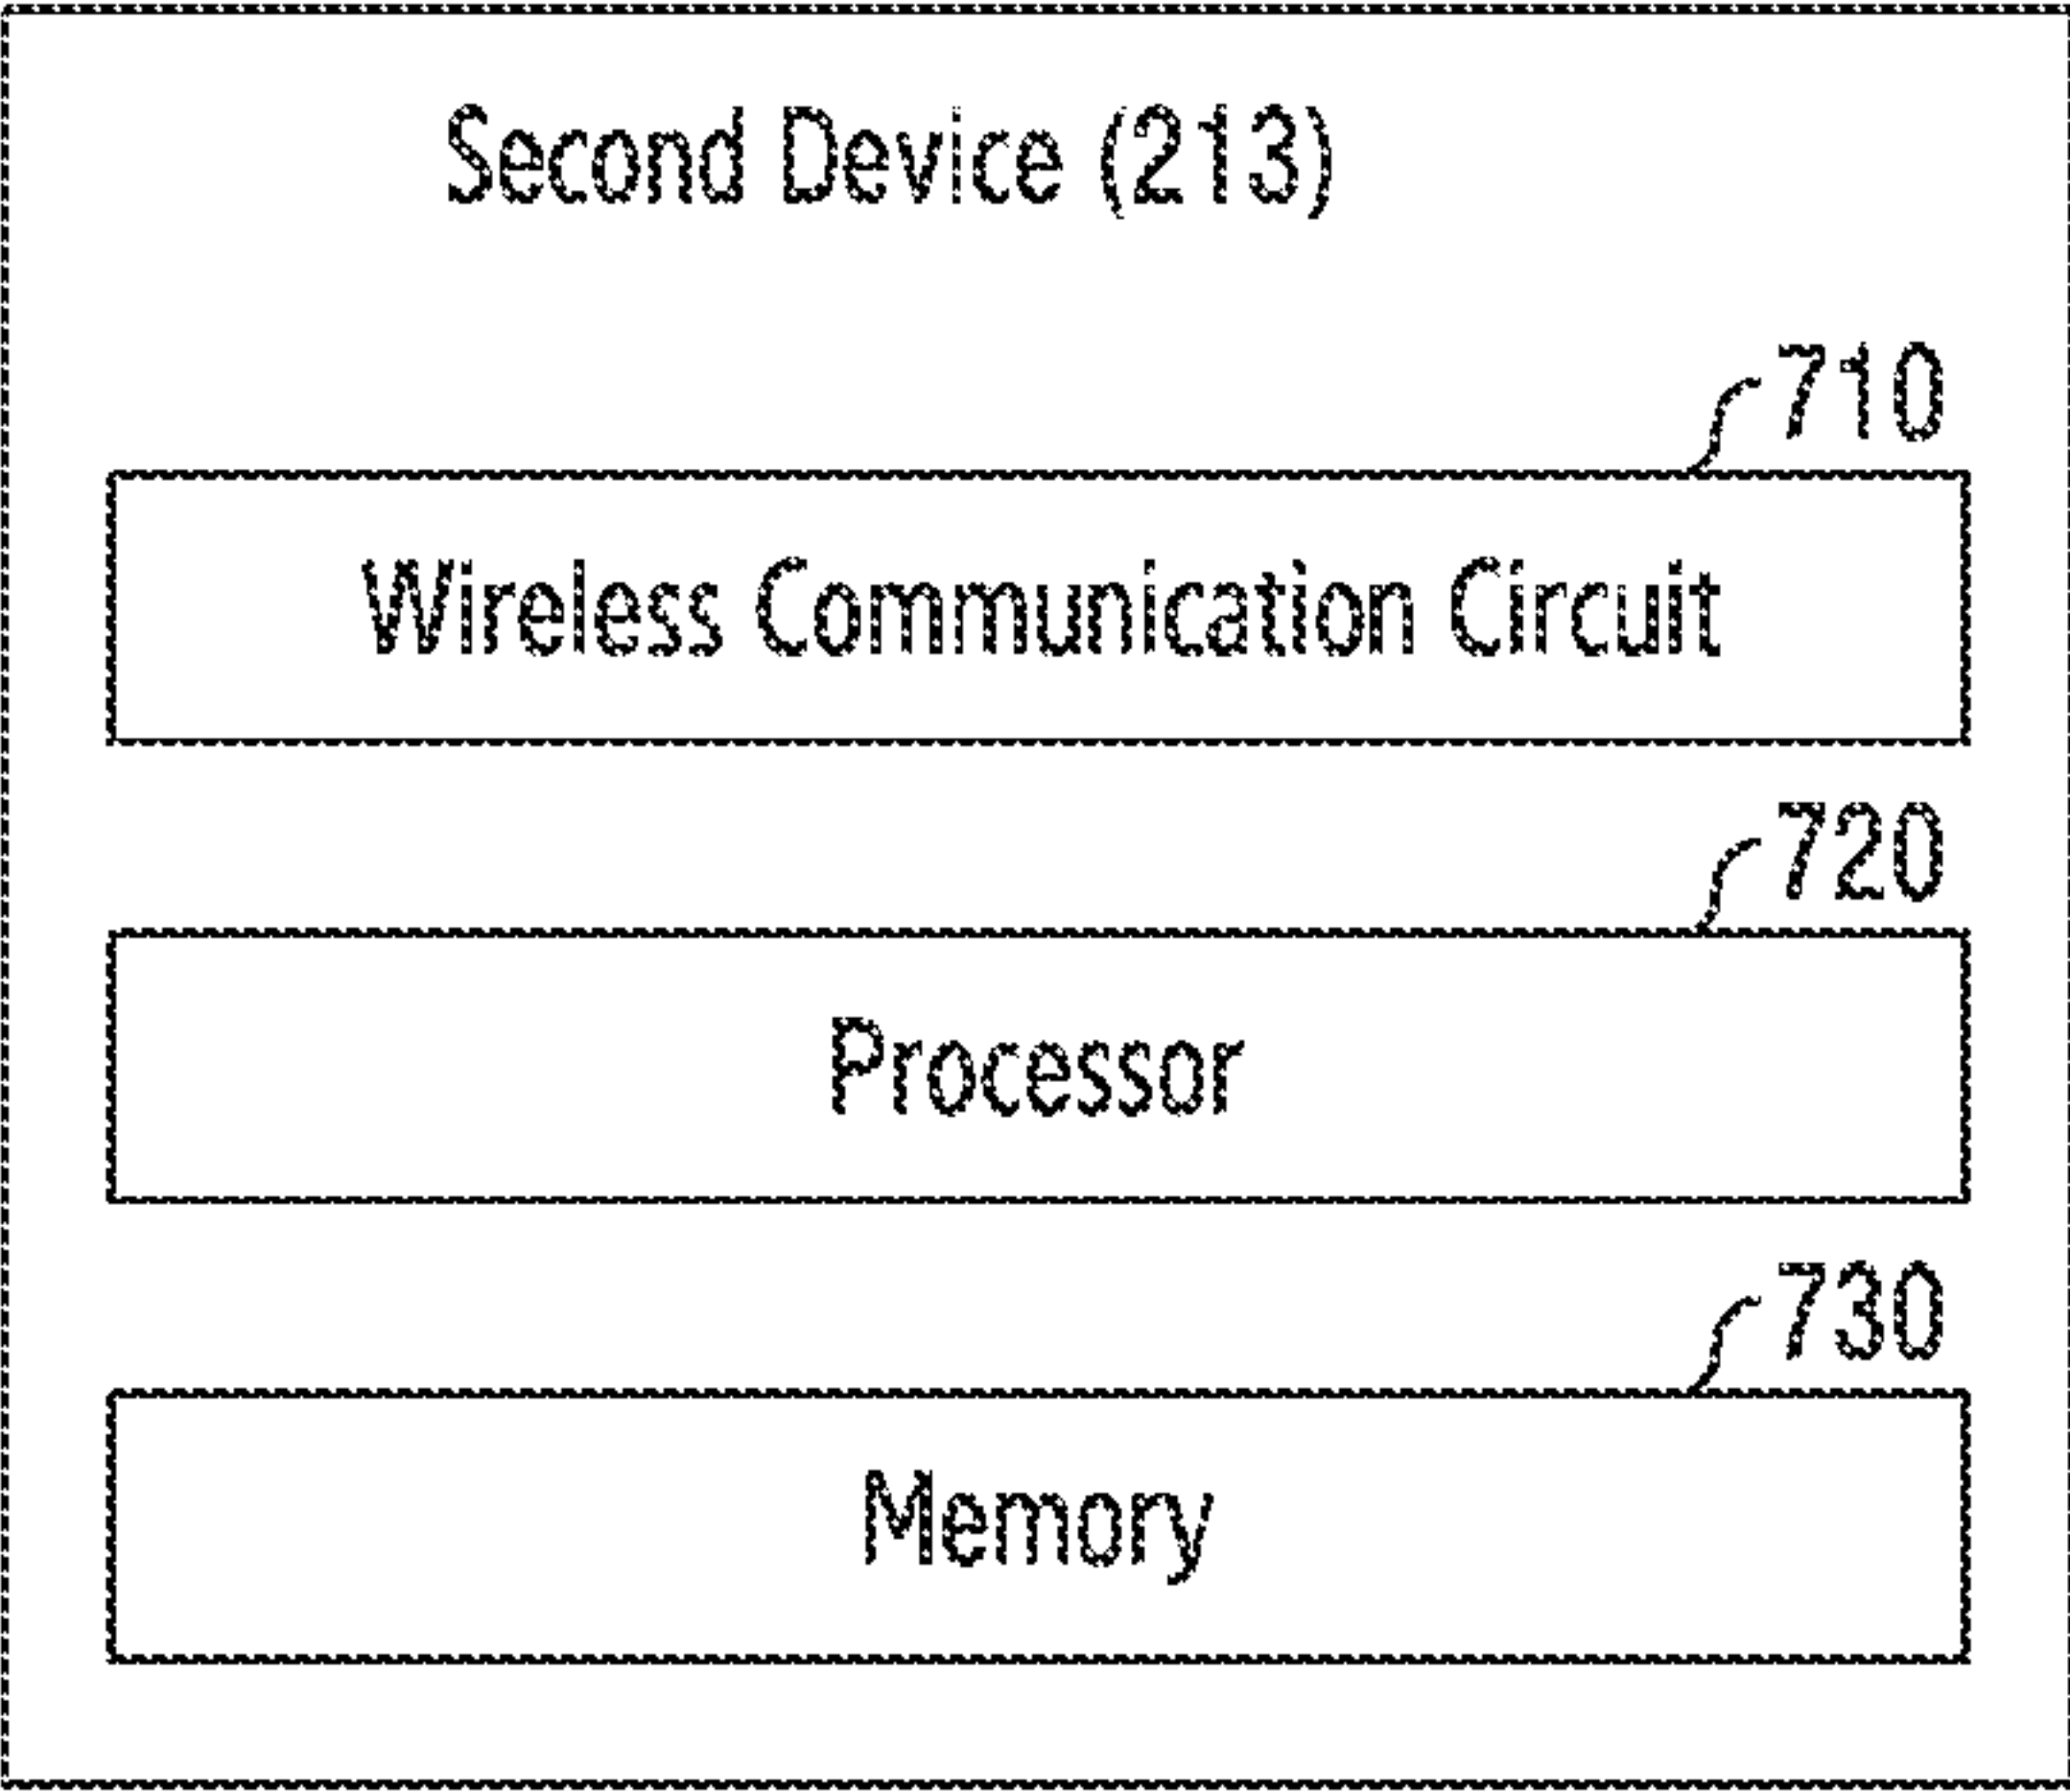 Second Device (213)
710
Wireless Communication Circuit
720
Processor
730
Memory